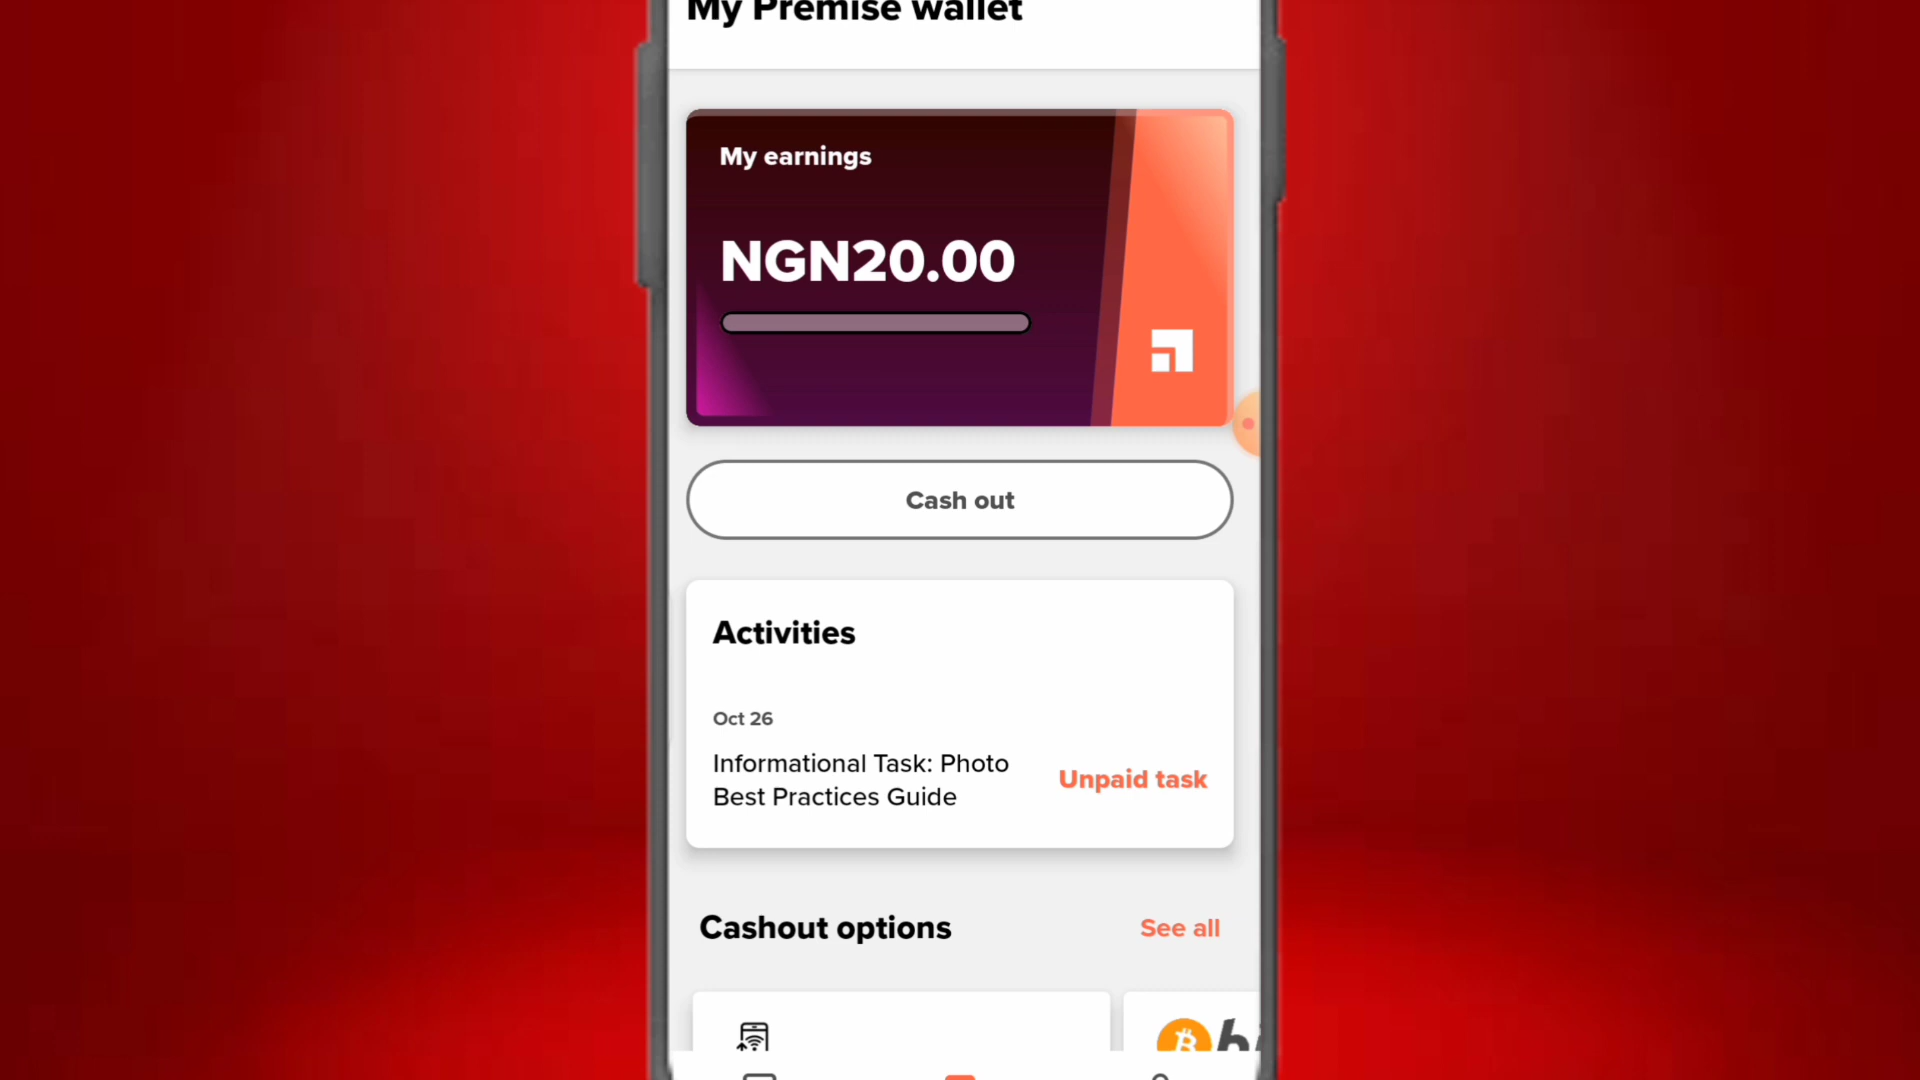 My Premise wallet
My earnings
NGN20.00
Cash out
Activities
Oct 26
Informational Task: Photo
Best Practices Guide
Unpaid task
Cashout options
See all